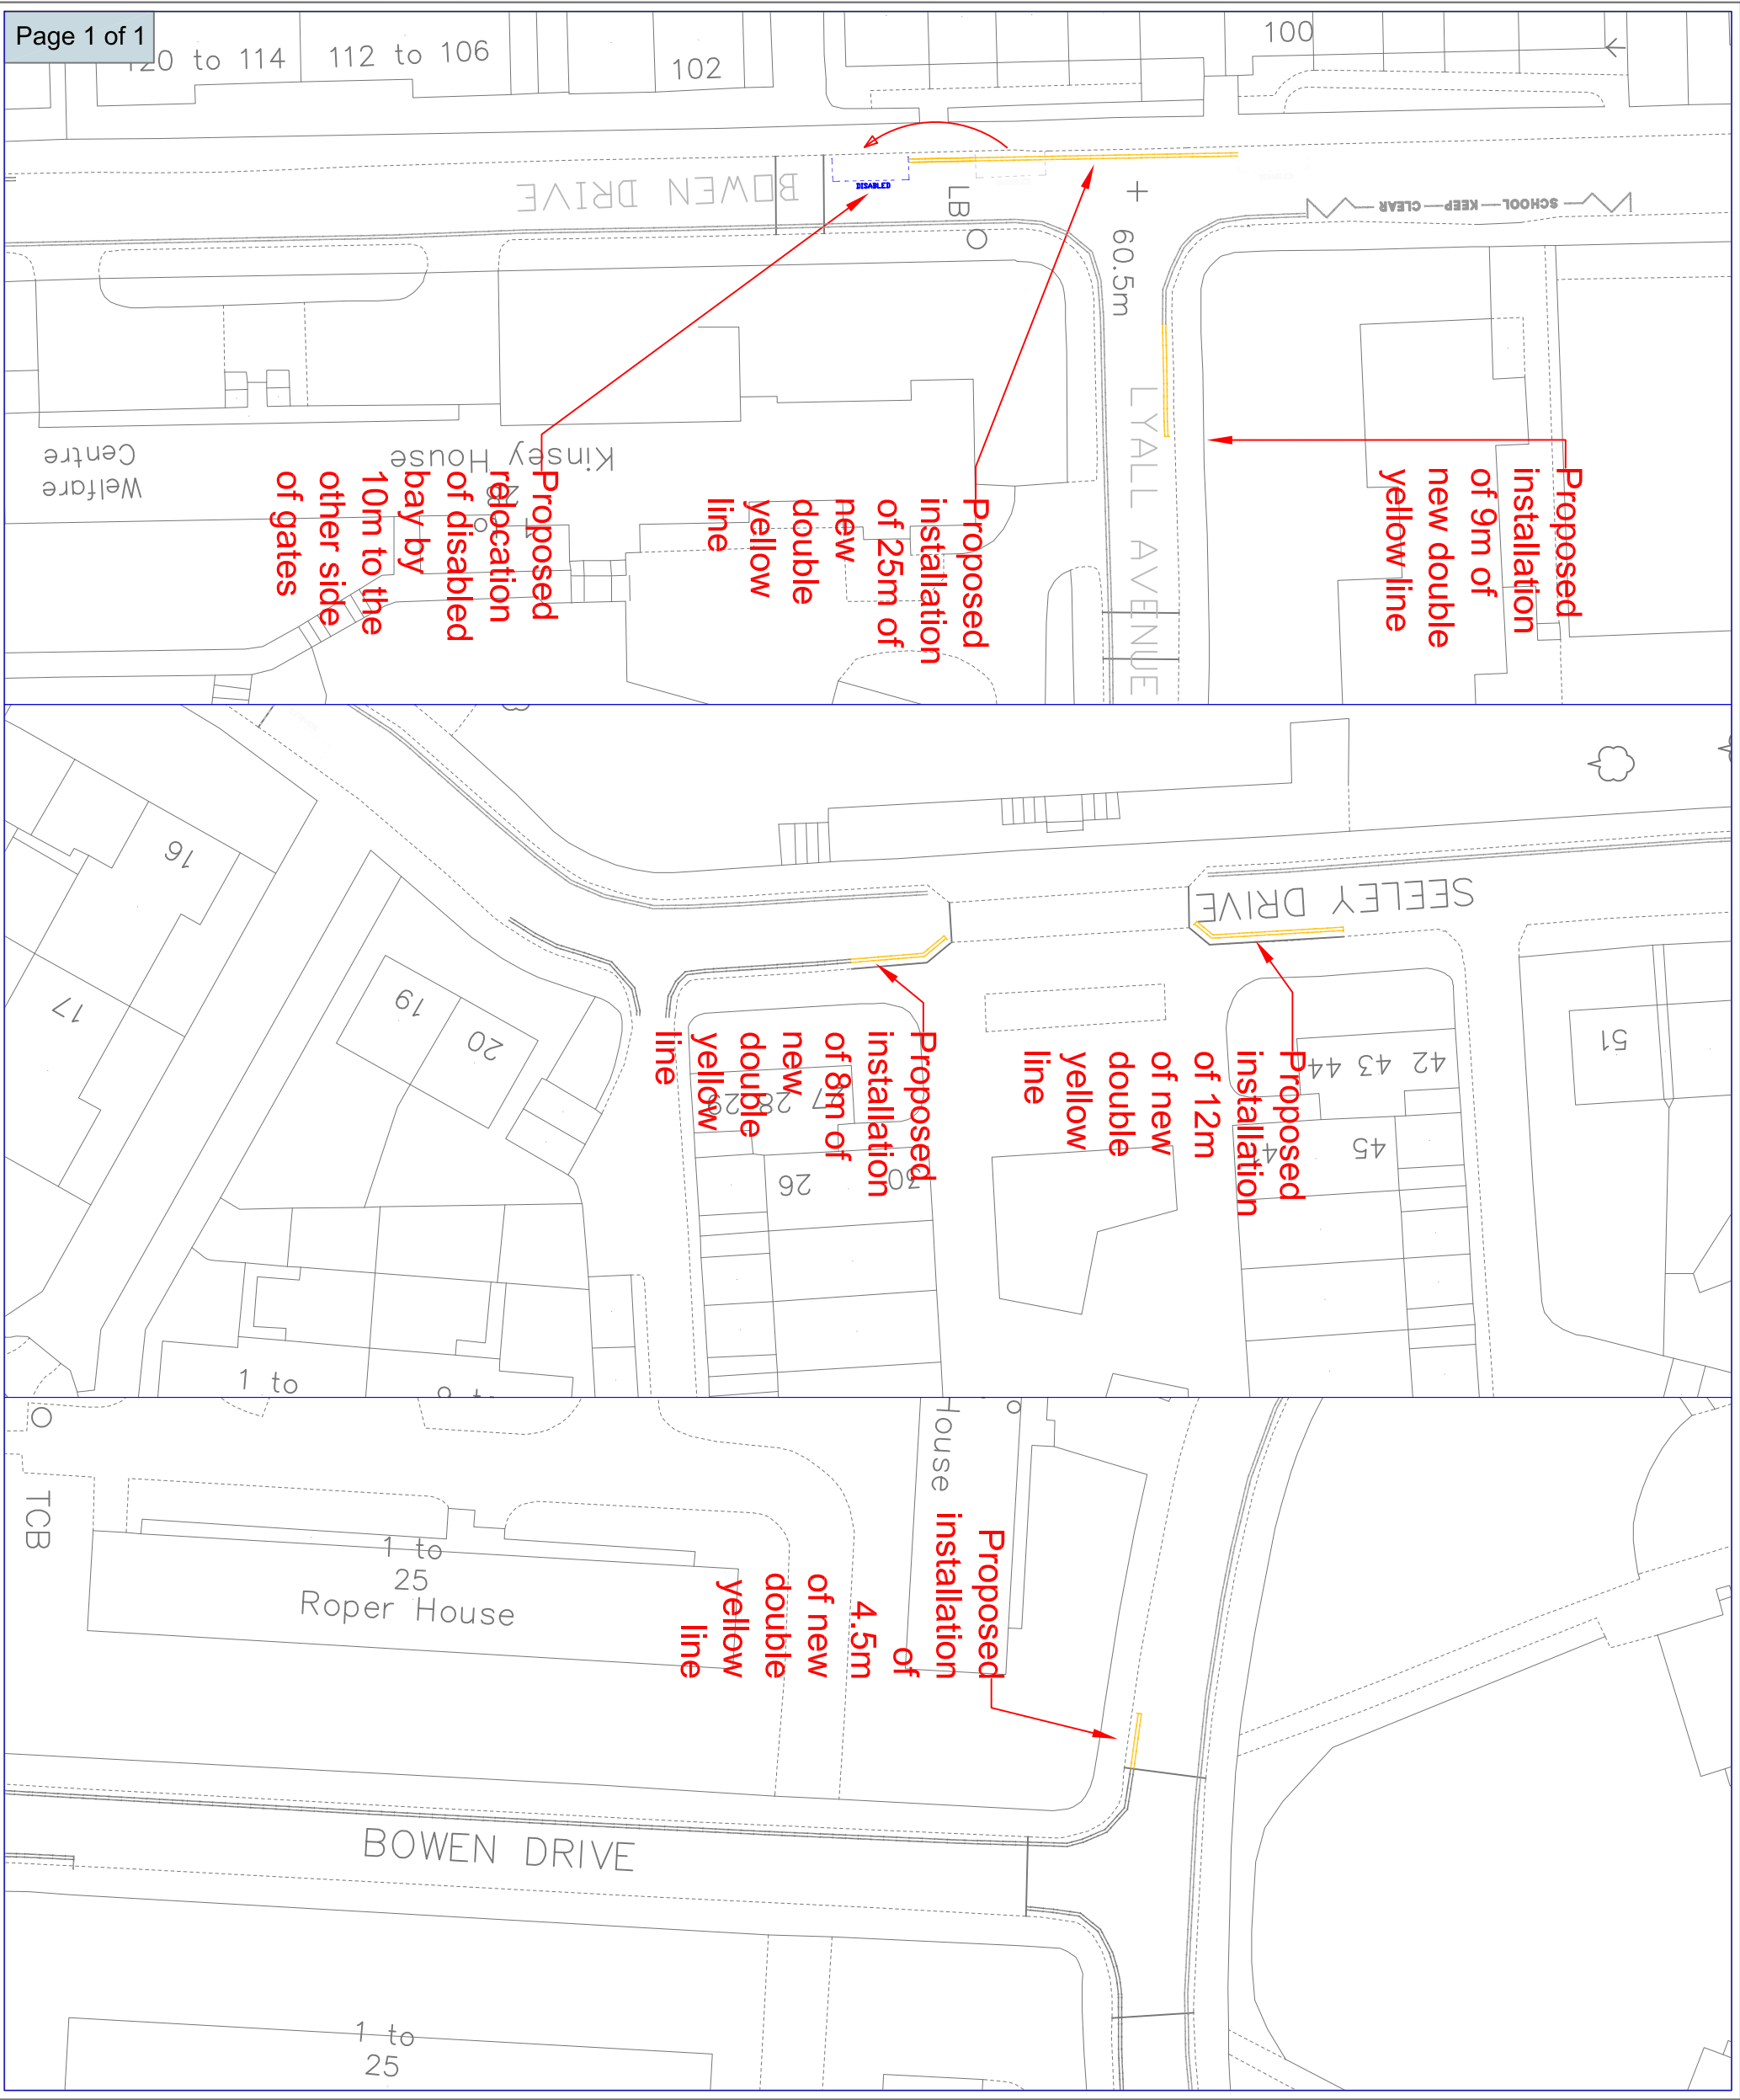 Page 1 of 1
120 to 114
112 to 106
102
100
BOWEN DRIVE
DISABLED
LB
60.5m
SCHOOL KEEP CLEAR
LYALL AVENUE
Welfare
Centre
Kinsey House
Proposed
relocation
of disabled
bay by
10m to the
other side
of gates
Proposed
installation
of 25m of
new
double
yellow
line
Proposed
installation
of 9m of
new double
yellow line
SEELEY DRIVE
16
17
19
20
Proposed
installation
of 8m of
new
double
yellow
line
27 28 29
26
30
Proposed
installation
of 12m
of new
double
yellow
line
42 43 44
45
51
1 to
TCB
House
1 to
25
Roper House
Proposed
installation
of
4.5m
of new
double
yellow
line
BOWEN DRIVE
1 to
25